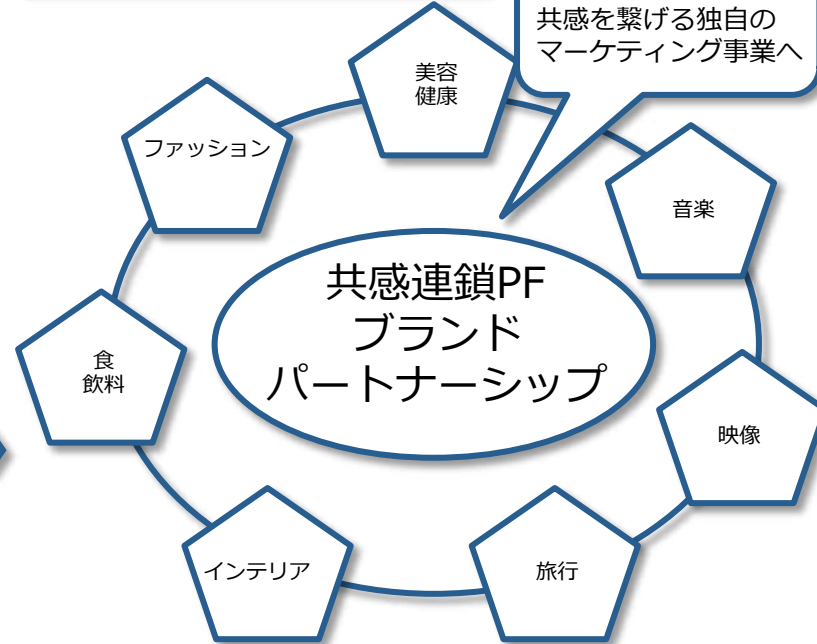 共感を繋げる独自の
マーケティング事業へ
美容
健康
ファッション
音楽
共感連鎖PF
ブランド
パートナーシップ
食
飲料
映像
インテリア
旅行